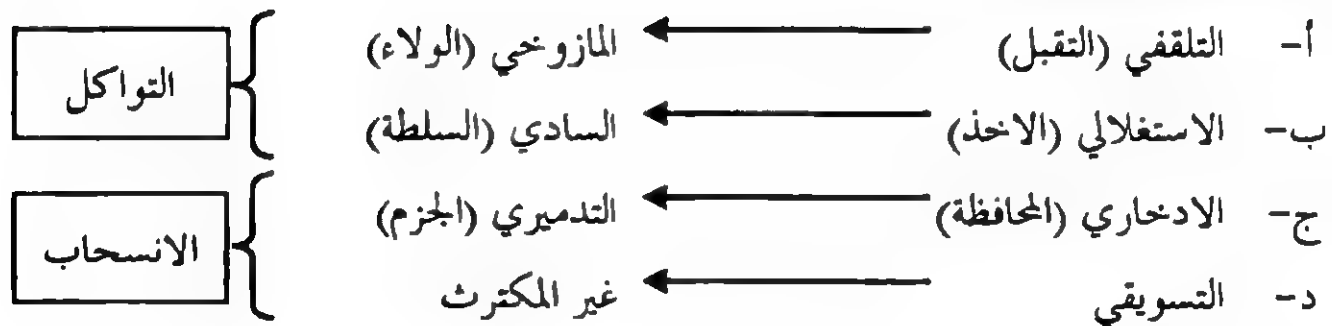 أ- التلقفي (التقبل) المازوخي (الولاء)
التواكل
ب- الاستغلالي (الاخذ) السادي (السلطة)
ج- الادخاري (المحافظة) التدميري (الجزم)
الانسحاب
د- التسويقي غير المكترث